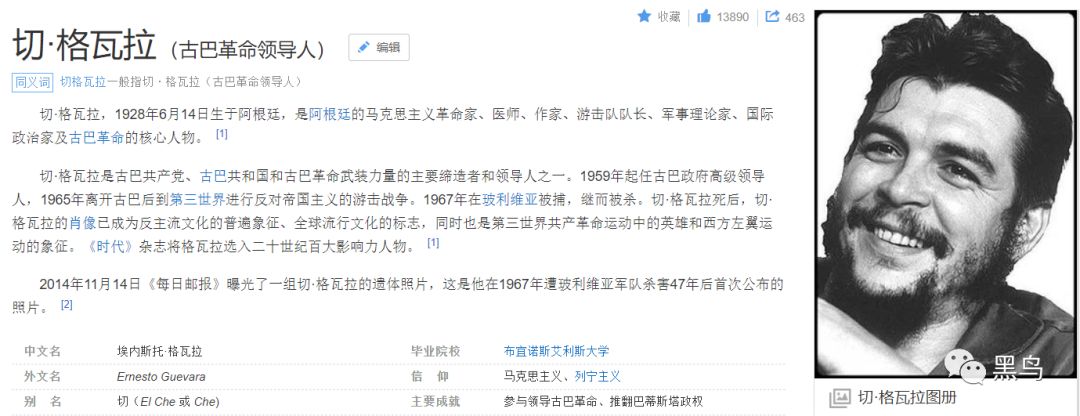 收藏 13890 463
切·格瓦拉（古巴革命领导人） 编辑
同义词 切格瓦拉一般指切·格瓦拉（古巴革命领导人）
切·格瓦拉，1928年6月14日生于阿根廷，是阿根廷的马克思主义革命家、医师、作家、游击队队长、军事理论家、国际
政治家及古巴革命的核心人物。 [1]
切·格瓦拉是古巴共产党、古巴共和国和古巴革命武装力量的主要缔造者和领导人之一。1959年起任古巴政府高级领导
人，1965年离开古巴后到第三世界进行反对帝国主义的游击战争。1967年在玻利维亚被捕，继而被杀。切·格瓦拉死后，切·
格瓦拉的肖像已成为反主流文化的普遍象征、全球流行文化的标志，同时也是第三世界共产革命运动中的英雄和西方左翼运
动的象征。《时代》杂志将格瓦拉选入二十世纪百大影响力人物。 [1]
2014年11月14日《每日邮报》曝光了一组切·格瓦拉的遗体照片，这是他在1967年遭玻利维亚军队杀害47年后首次公布的
照片。 [2]
中文名 埃内斯托·格瓦拉 毕业院校 布宜诺斯艾利斯大学
外文名 Ernesto Guevara 信 仰 马克思主义、列宁主义
别 名 切（El Che 或 Che) 主要成就 参与领导古巴革命、推翻巴蒂斯塔政权
黑鸟
切·格瓦拉图册